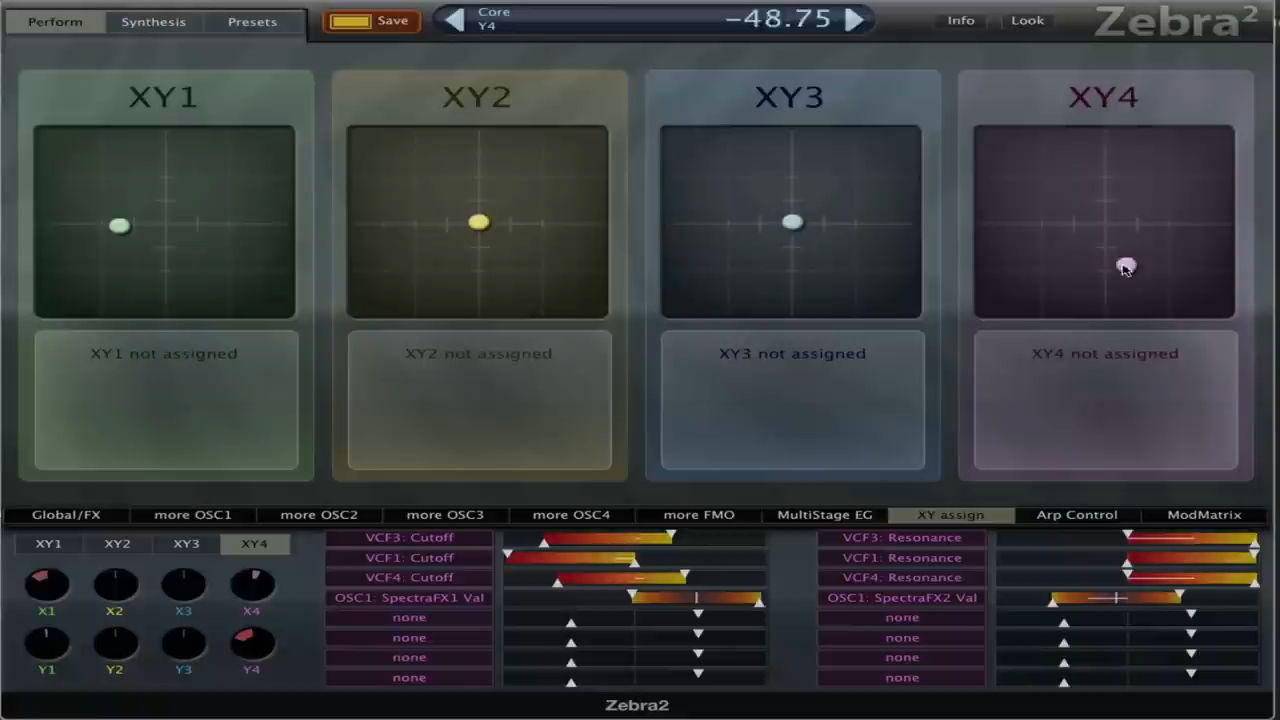 Perform Synthesis Presets Save Core Y4 −48.75 Info Look Zebra²
XY1 XY2 XY3 XY4
XY1 not assigned XY2 not assigned XY3 not assigned XY4 not assigned
Global/FX more OSC1 more OSC2 more OSC3 more OSC4 more FMO MultiStage EG XY assign Arp Control ModMatrix
XY1 XY2 XY3 XY4
X1 X2 X3 X4
Y1 Y2 Y3 Y4
VCF3: Cutoff
VCF1: Cutoff
VCF4: Cutoff
OSC1: SpectraFX1 Val
none
none
none
none
VCF3: Resonance
VCF1: Resonance
VCF4: Resonance
OSC1: SpectraFX2 Val
none
none
none
none
Zebra2